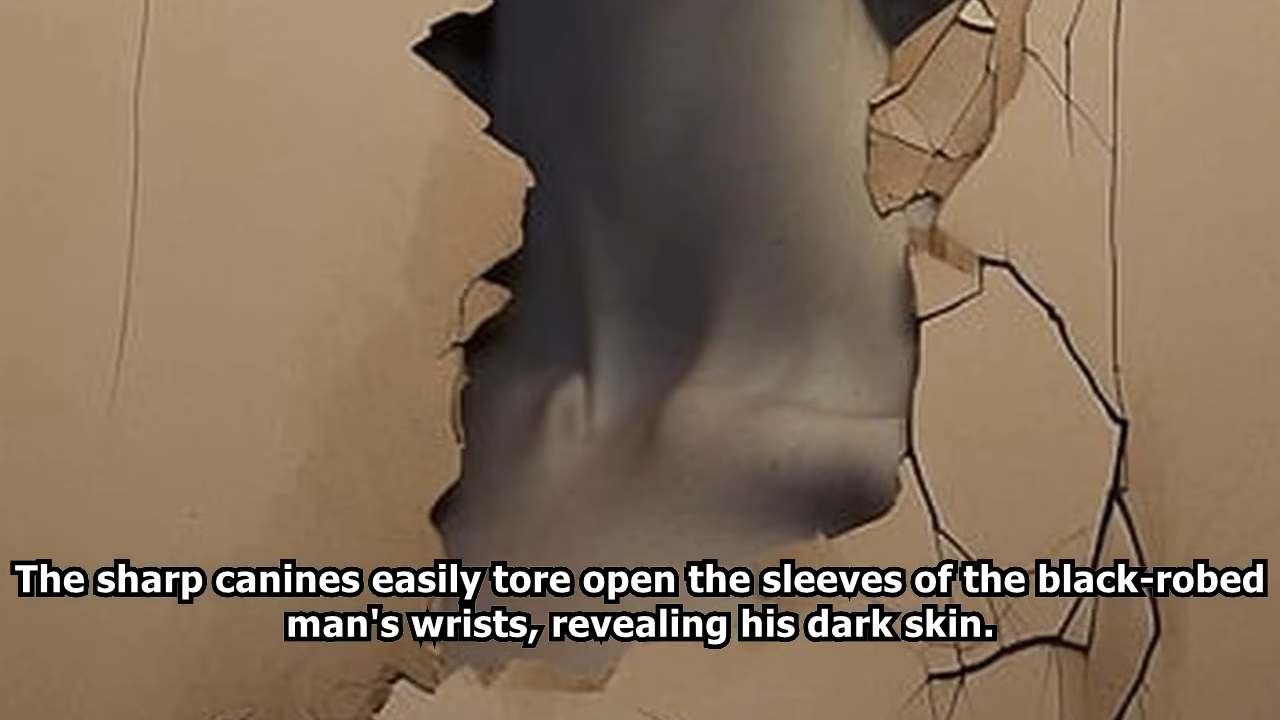 The sharp canines easily tore open the sleeves of the black-robed
man's wrists, revealing his dark skin.